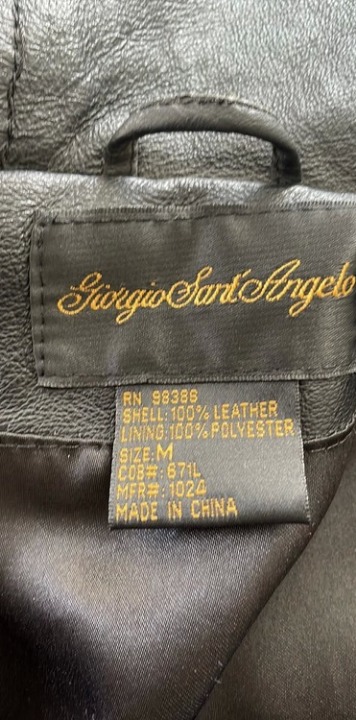 Giorgio Sant'Angelo
RN 98386
SHELL:100% LEATHER
LINING:100% POLYESTER
SIZE:M
COB#:671L
MFR#:1024
MADE IN CHINA